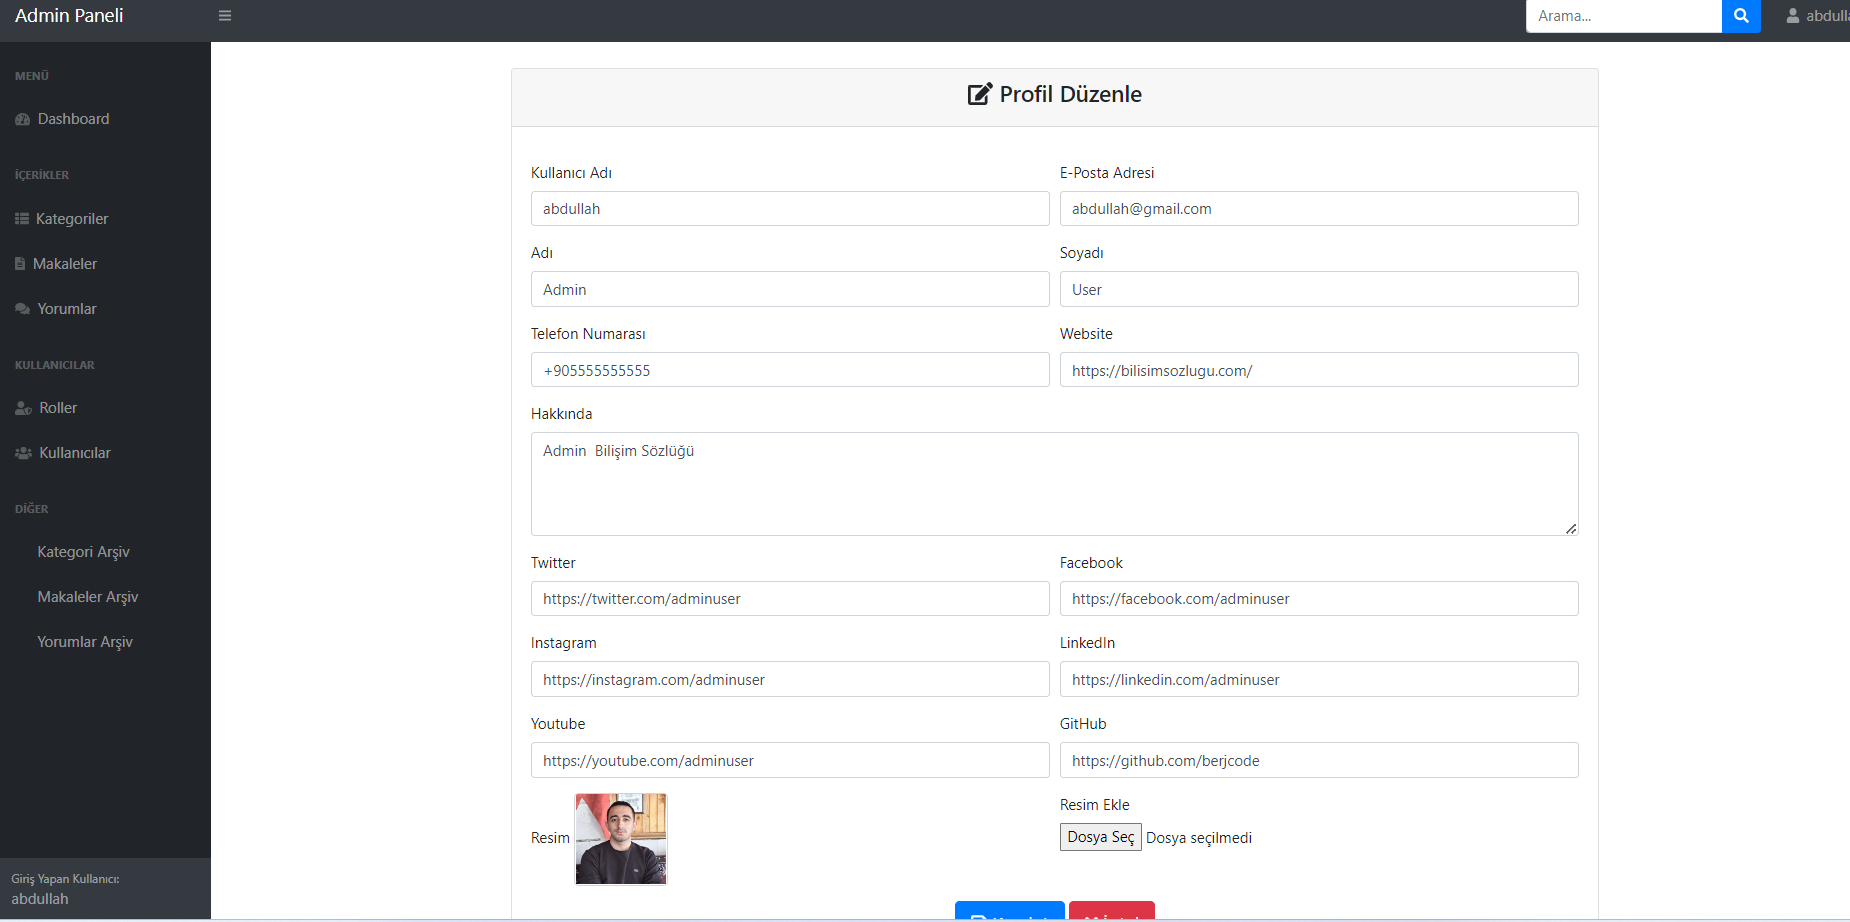 Admin Paneli
Arama...
MENÜ
Dashboard
İÇERİKLER
Kategoriler
Makaleler
Yorumlar
KULLANICILAR
Roller
Kullanıcılar
DİĞER
Kategori Arşiv
Makaleler Arşiv
Yorumlar Arşiv
Giriş Yapan Kullanıcı:
abdullah
Profil Düzenle
Kullanıcı Adı
E-Posta Adresi
abdullah
abdullah@gmail.com
Adı
Soyadı
Admin
User
Telefon Numarası
Website
+905555555555
https://bilisimsozlugu.com/
Hakkında
Admin  Bilişim Sözlüğü
Twitter
Facebook
https://twitter.com/adminuser
https://facebook.com/adminuser
Instagram
LinkedIn
https://instagram.com/adminuser
https://linkedin.com/adminuser
Youtube
GitHub
https://youtube.com/adminuser
https://github.com/berjcode
Resim
Resim Ekle
Dosya Seç Dosya seçilmedi